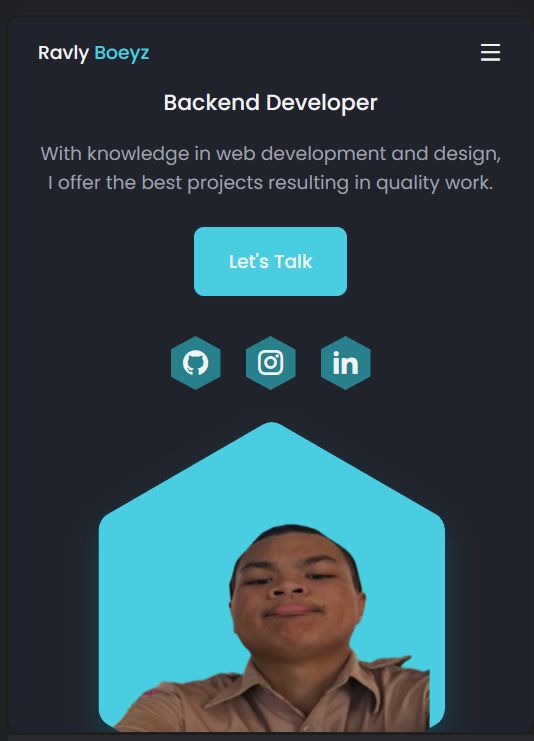 Ravly Boeyz
Backend Developer
With knowledge in web development and design,
I offer the best projects resulting in quality work.
Let's Talk
in